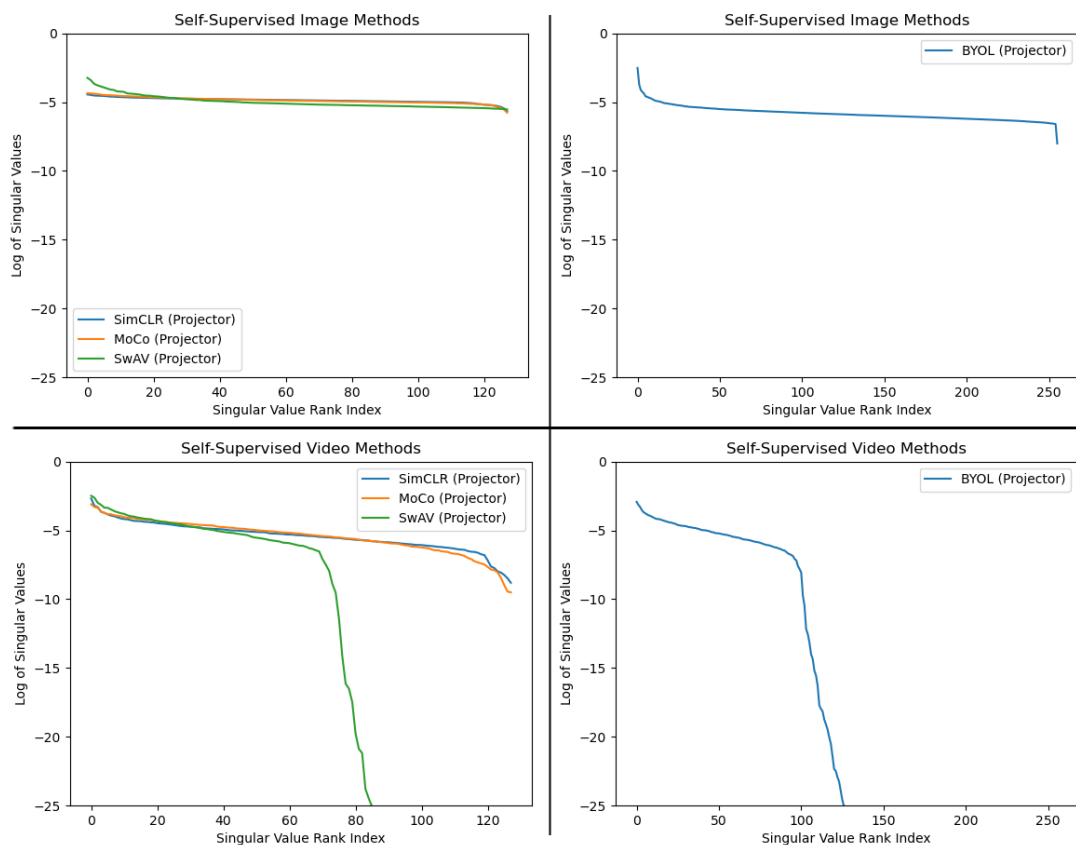 Self-Supervised Image Methods
0
−5
−10
−15
−20
−25
Log of Singular Values
SimCLR (Projector)
MoCo (Projector)
SwAV (Projector)
0 20 40 60 80 100 120
Singular Value Rank Index
Self-Supervised Image Methods
0
−5
−10
−15
−20
−25
Log of Singular Values
BYOL (Projector)
0 50 100 150 200 250
Singular Value Rank Index
Self-Supervised Video Methods
0
−5
−10
−15
−20
−25
Log of Singular Values
SimCLR (Projector)
MoCo (Projector)
SwAV (Projector)
0 20 40 60 80 100 120
Singular Value Rank Index
Self-Supervised Video Methods
0
−5
−10
−15
−20
−25
Log of Singular Values
BYOL (Projector)
0 50 100 150 200 250
Singular Value Rank Index